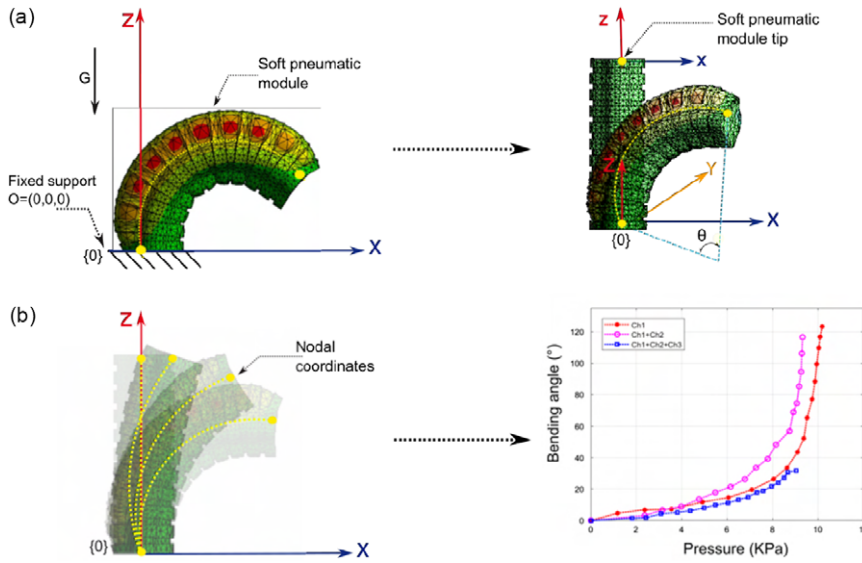 (a)
Z
G
Soft pneumatic
module
Fixed support
O=(0,0,0)
{0}
X
z
Soft pneumatic
module tip
x
Z
Y
X
{0}
θ
(b)
Z
Nodal
coordinates
{0}
X
Ch1
Ch1+Ch2
Ch1+Ch2+Ch3
Bending angle (°)
120
100
80
60
40
20
0
0 2 4 6 8 10 12
Pressure (KPa)